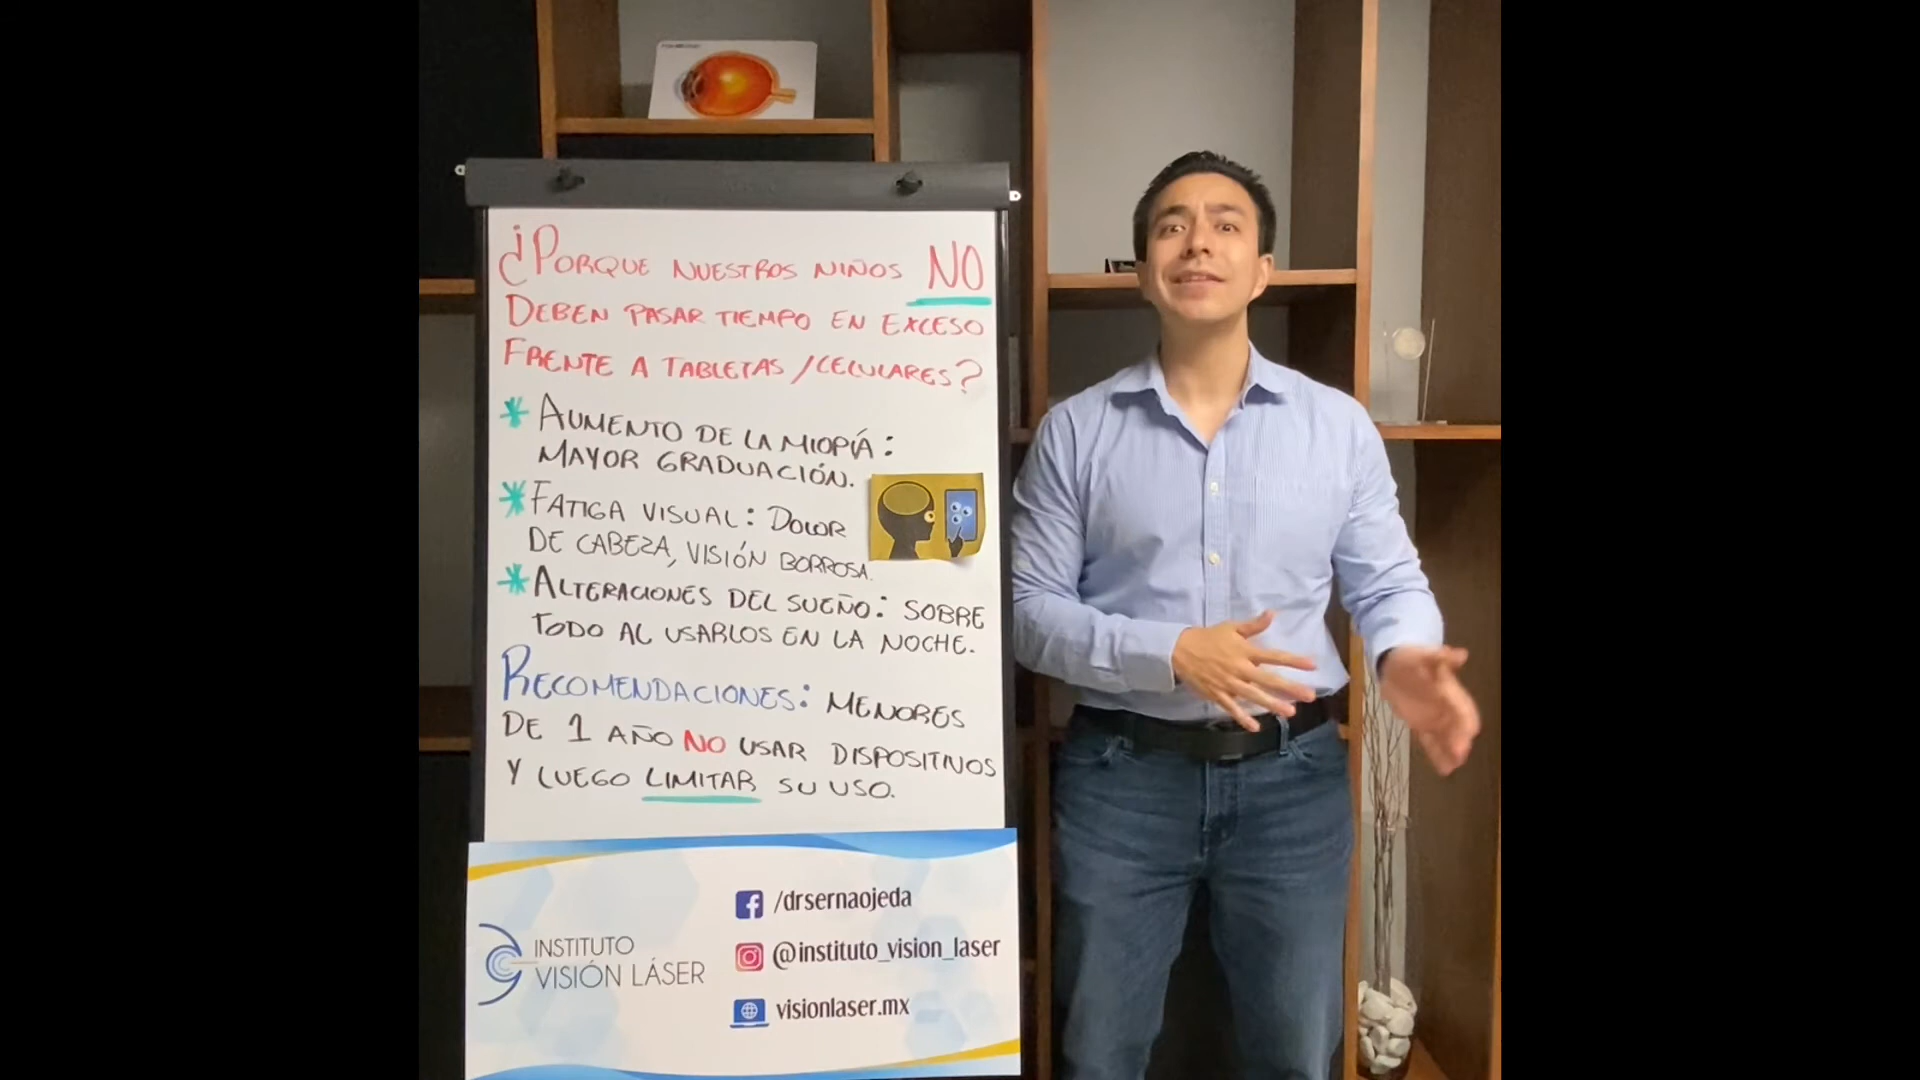 ¿PORQUE NUESTROS NIÑOS NO
DEBEN PASAR TIEMPO EN EXCESO
FRENTE A TABLETAS/CELULARES?
* AUMENTO DE LA MIOPÍA:
MAYOR GRADUACIÓN.
* FATIGA VISUAL: DOLOR
DE CABEZA, VISIÓN BORROSA.
* ALTERACIONES DEL SUEÑO: SOBRE
TODO AL USARLOS EN LA NOCHE.
RECOMENDACIONES: MENORES
DE 1 AÑO NO USAR DISPOSITIVOS
Y LUEGO LIMITAR SU USO.
/drsernaojeda
@instituto_vision_laser
visionlaser.mx
INSTITUTO
VISIÓN LÁSER